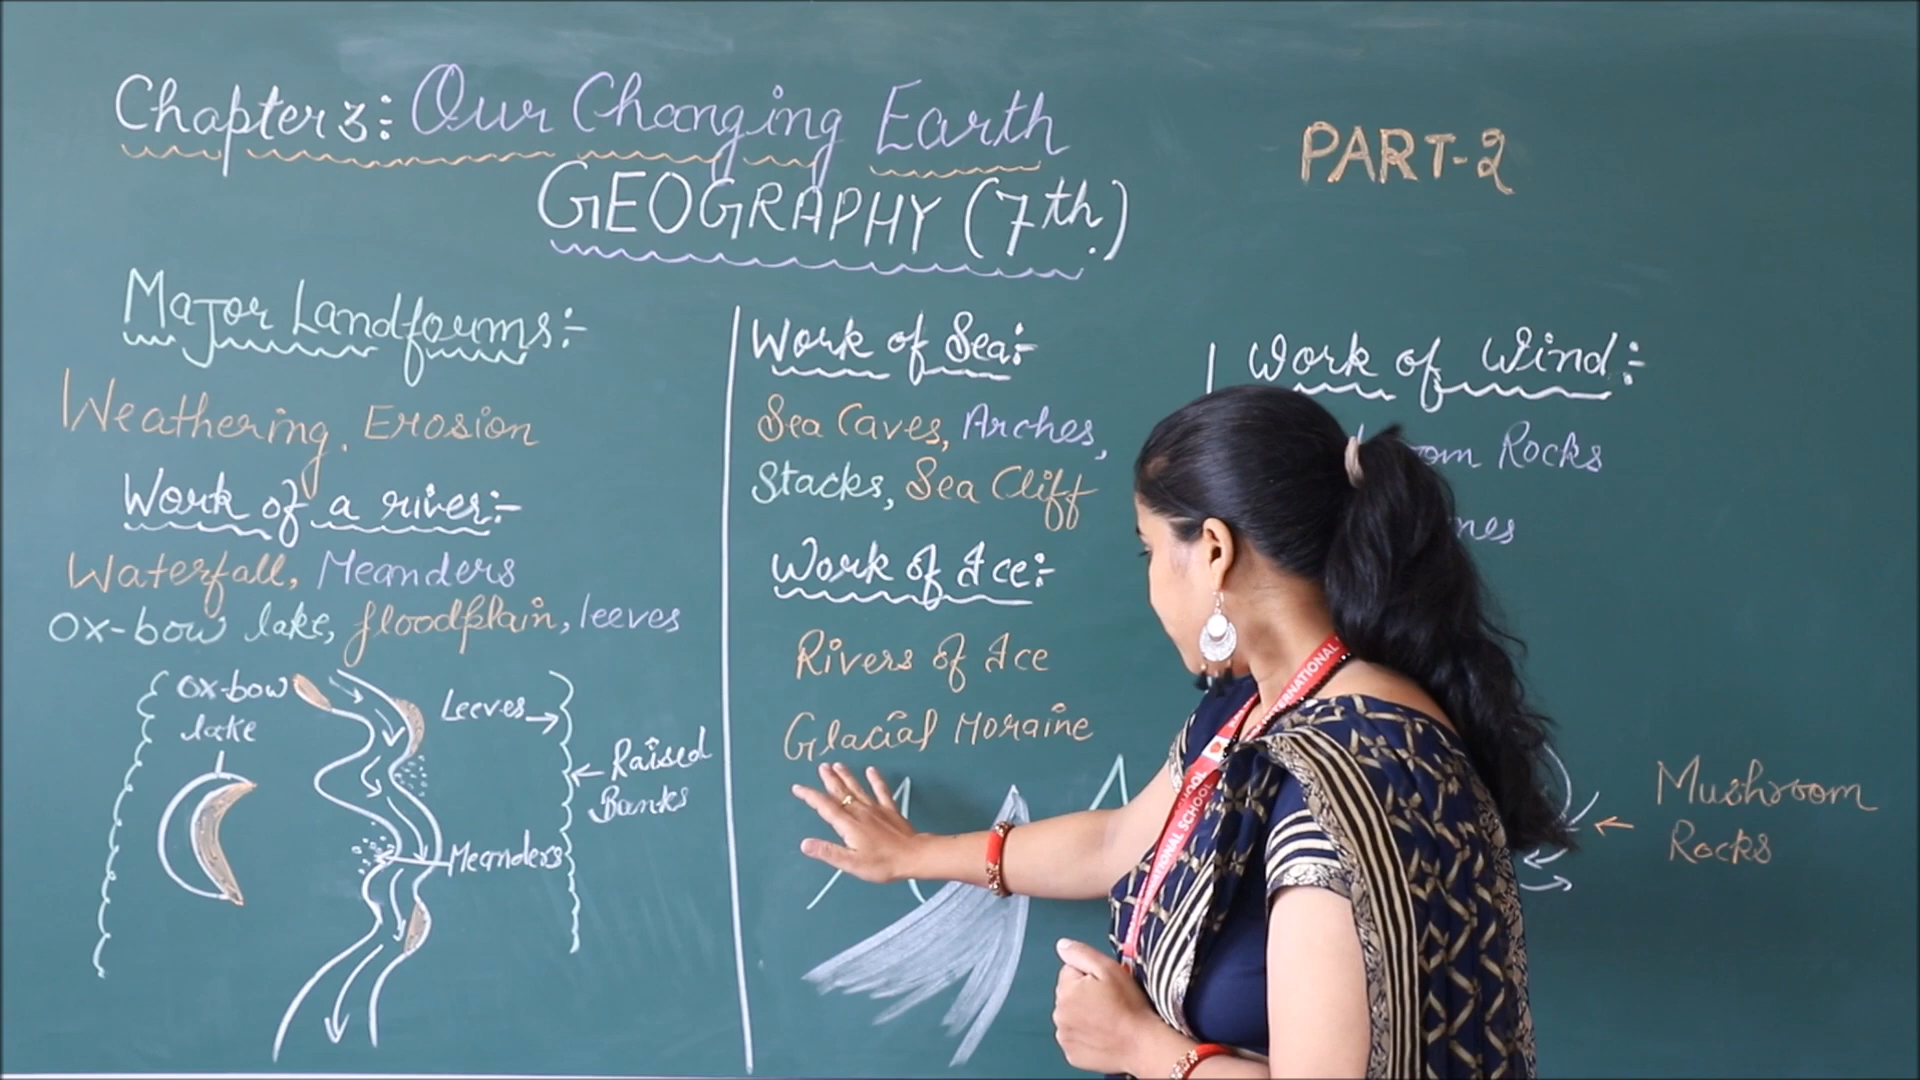 Chapter 3:- Our Changing Earth
GEOGRAPHY (7th.)
PART-2
Major Landforms:-
Weathering, Erosion
Work of a river:-
Waterfall, Meanders
Ox-bow lake, floodplain, leeves
Ox-bow
lake
Leeves
Raised
Banks
Meanders
Work of Sea:-
Sea Caves, Arches,
Stacks, Sea Cliff
Work of Ice:-
Rivers of Ice
Glacial Moraine
Work of Wind:-
Rocks
Mushroom
Rocks
INTERNATIONAL SCHOOL